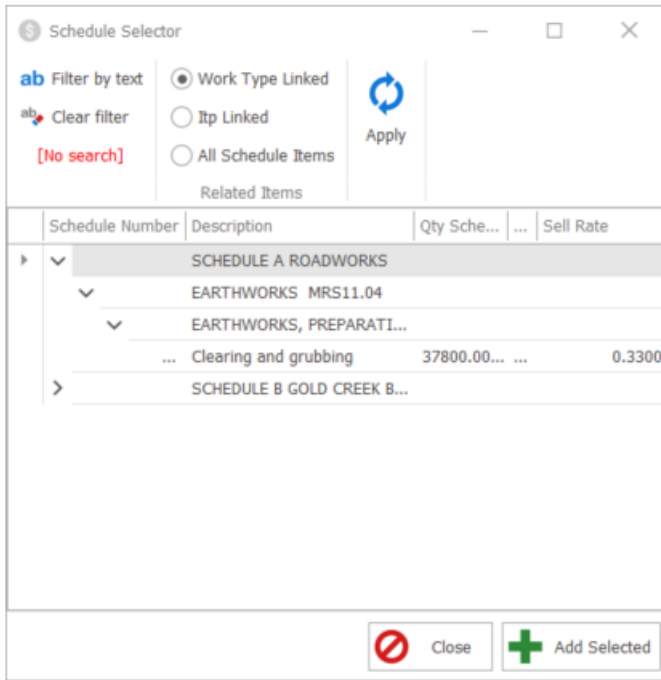 Schedule Selector
ab Filter by text
Work Type Linked
ab Clear filter
Itp Linked
Apply
[No search]
All Schedule Items
Related Items
Schedule Number Description Qty Sche... ... Sell Rate
SCHEDULE A ROADWORKS
EARTHWORKS MRS11.04
EARTHWORKS, PREPARATI...
... Clearing and grubbing 37800.00... ... 0.3300
SCHEDULE B GOLD CREEK B...
Close Add Selected